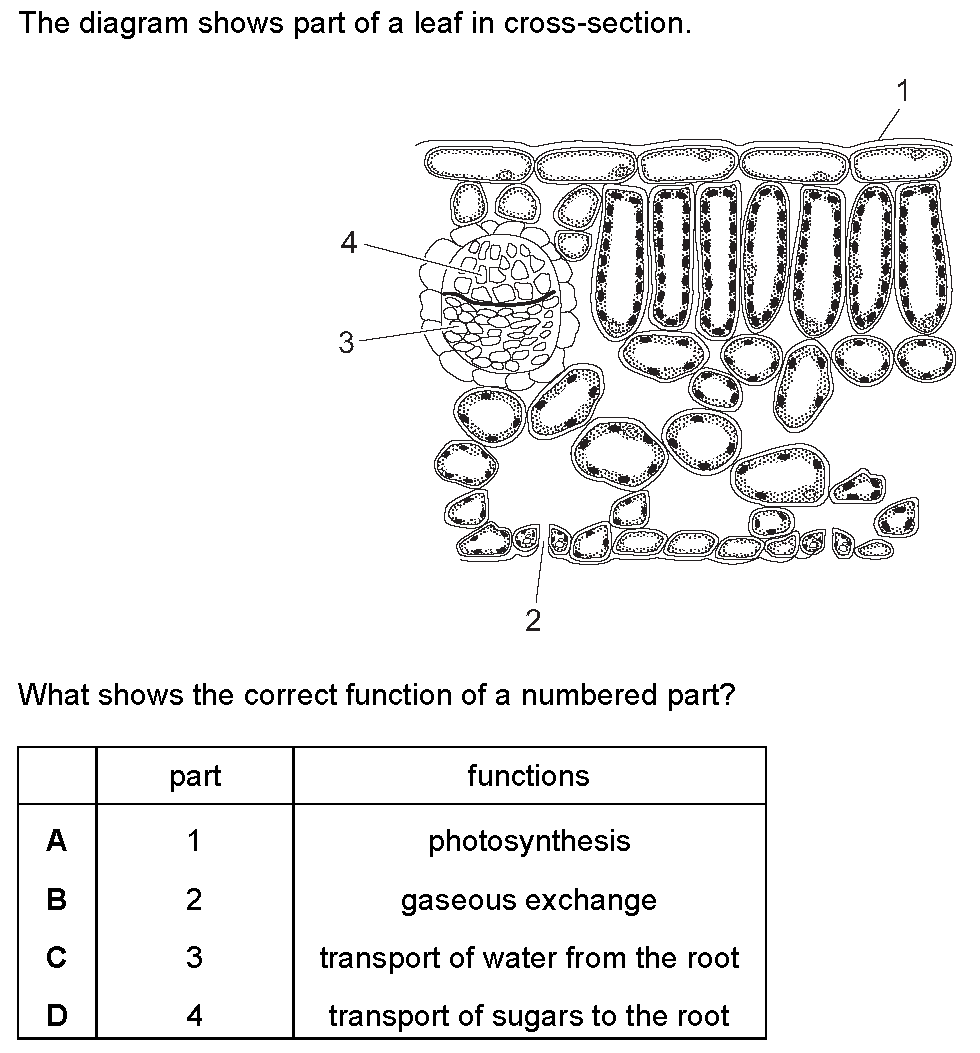 The diagram shows part of a leaf in cross-section.
1
4
3
2
What shows the correct function of a numbered part?
part functions
A 1 photosynthesis
B 2 gaseous exchange
C 3 transport of water from the root
D 4 transport of sugars to the root